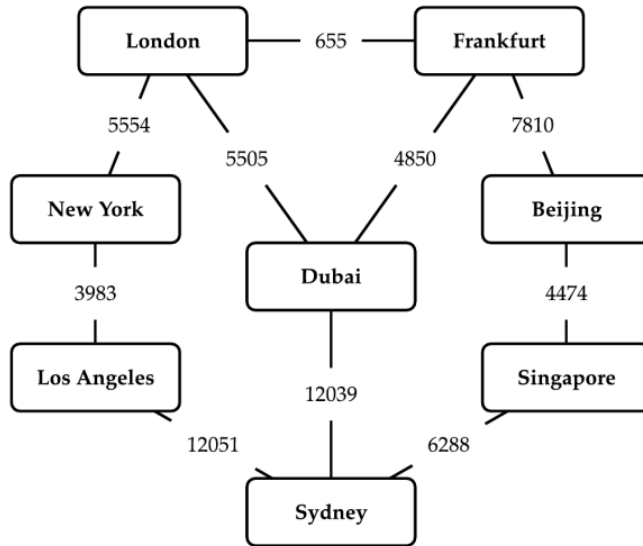 London 655 Frankfurt
5554 7810
5505 4850
New York Beijing
Dubai
3983 4474
Los Angeles Singapore
12039
12051 6288
Sydney